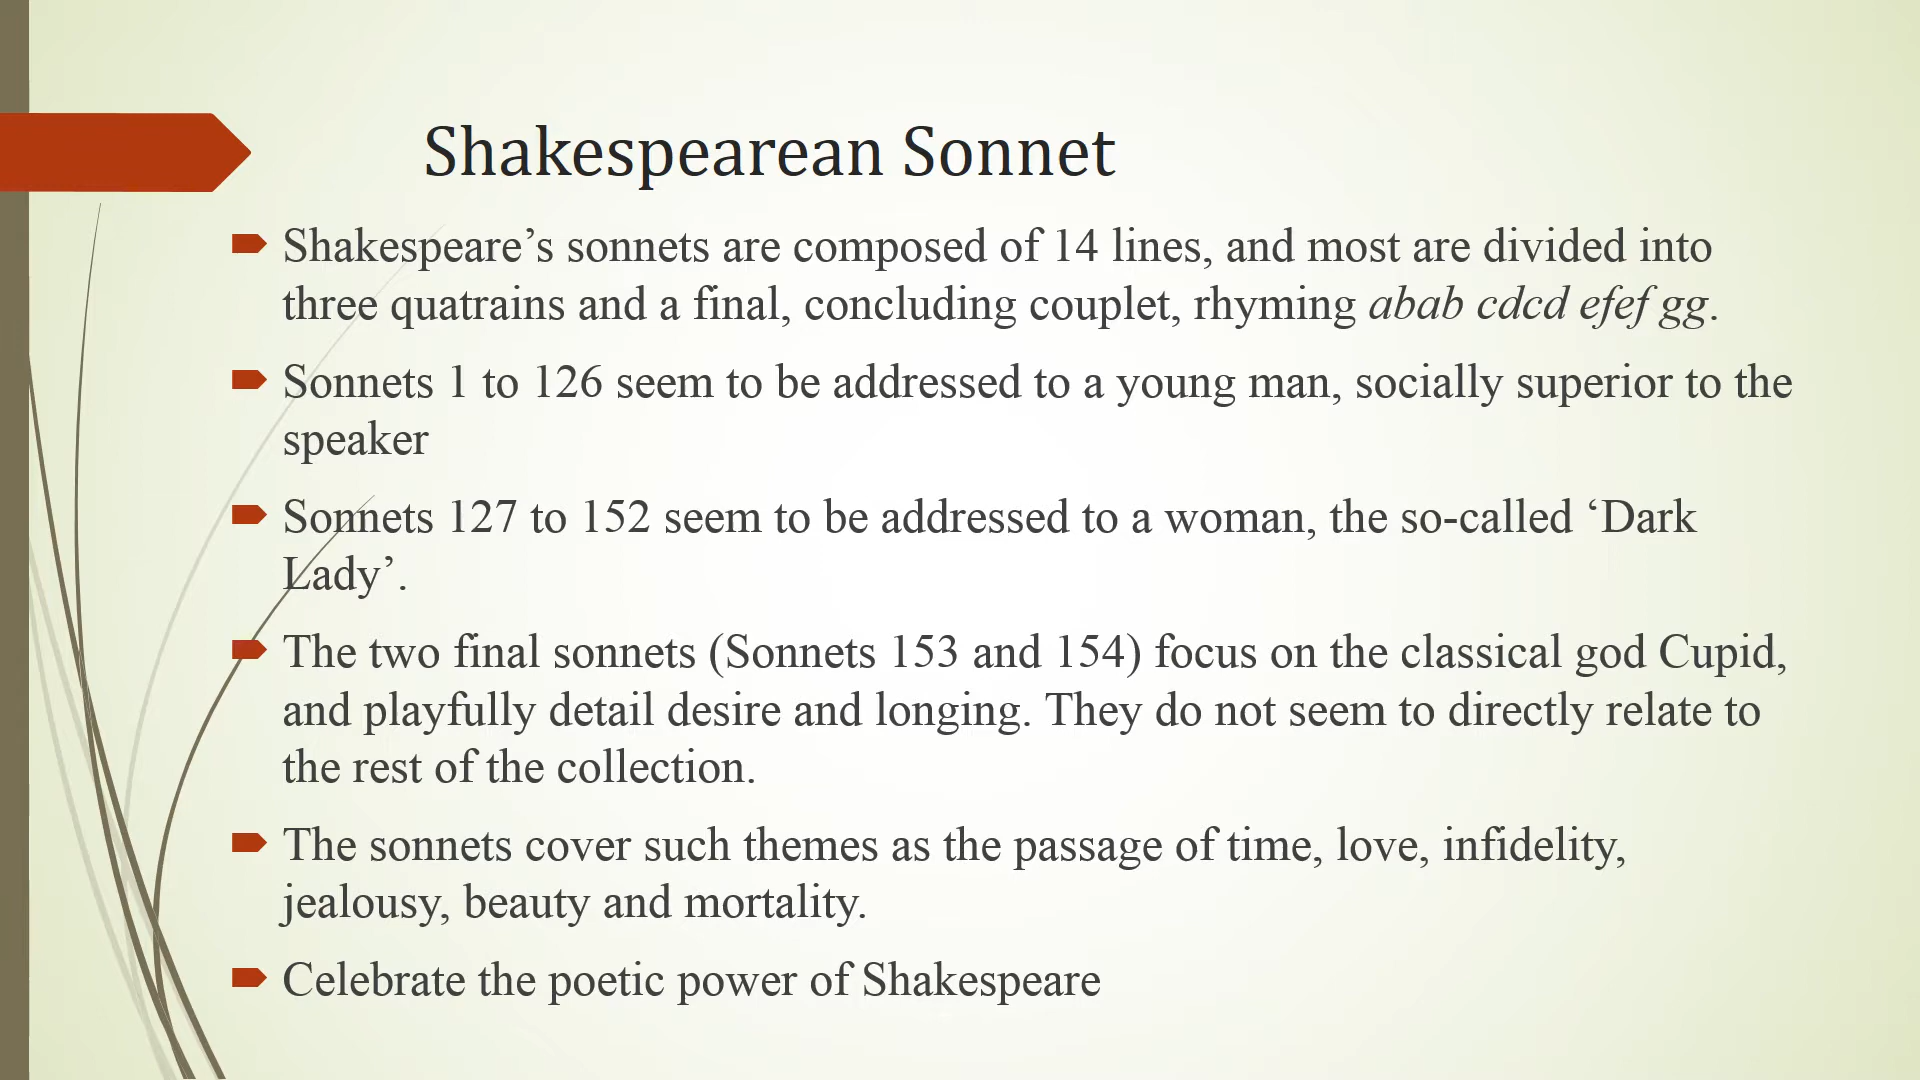 Shakespearean Sonnet
Shakespeare’s sonnets are composed of 14 lines, and most are divided into
three quatrains and a final, concluding couplet, rhyming abab cdcd efef gg.
Sonnets 1 to 126 seem to be addressed to a young man, socially superior to the
speaker
Sonnets 127 to 152 seem to be addressed to a woman, the so-called ‘Dark
Lady’.
The two final sonnets (Sonnets 153 and 154) focus on the classical god Cupid,
and playfully detail desire and longing. They do not seem to directly relate to
the rest of the collection.
The sonnets cover such themes as the passage of time, love, infidelity,
jealousy, beauty and mortality.
Celebrate the poetic power of Shakespeare